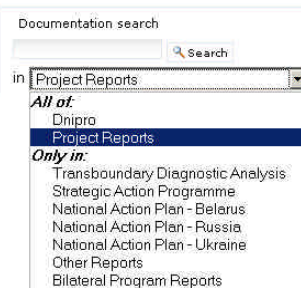 Documentation search
Search
in Project Reports
All of:
Dnipro
Project Reports
Only in:
Transboundary Diagnostic Analysis
Strategic Action Programme
National Action Plan - Belarus
National Action Plan - Russia
National Action Plan - Ukraine
Other Reports
Bilateral Program Reports